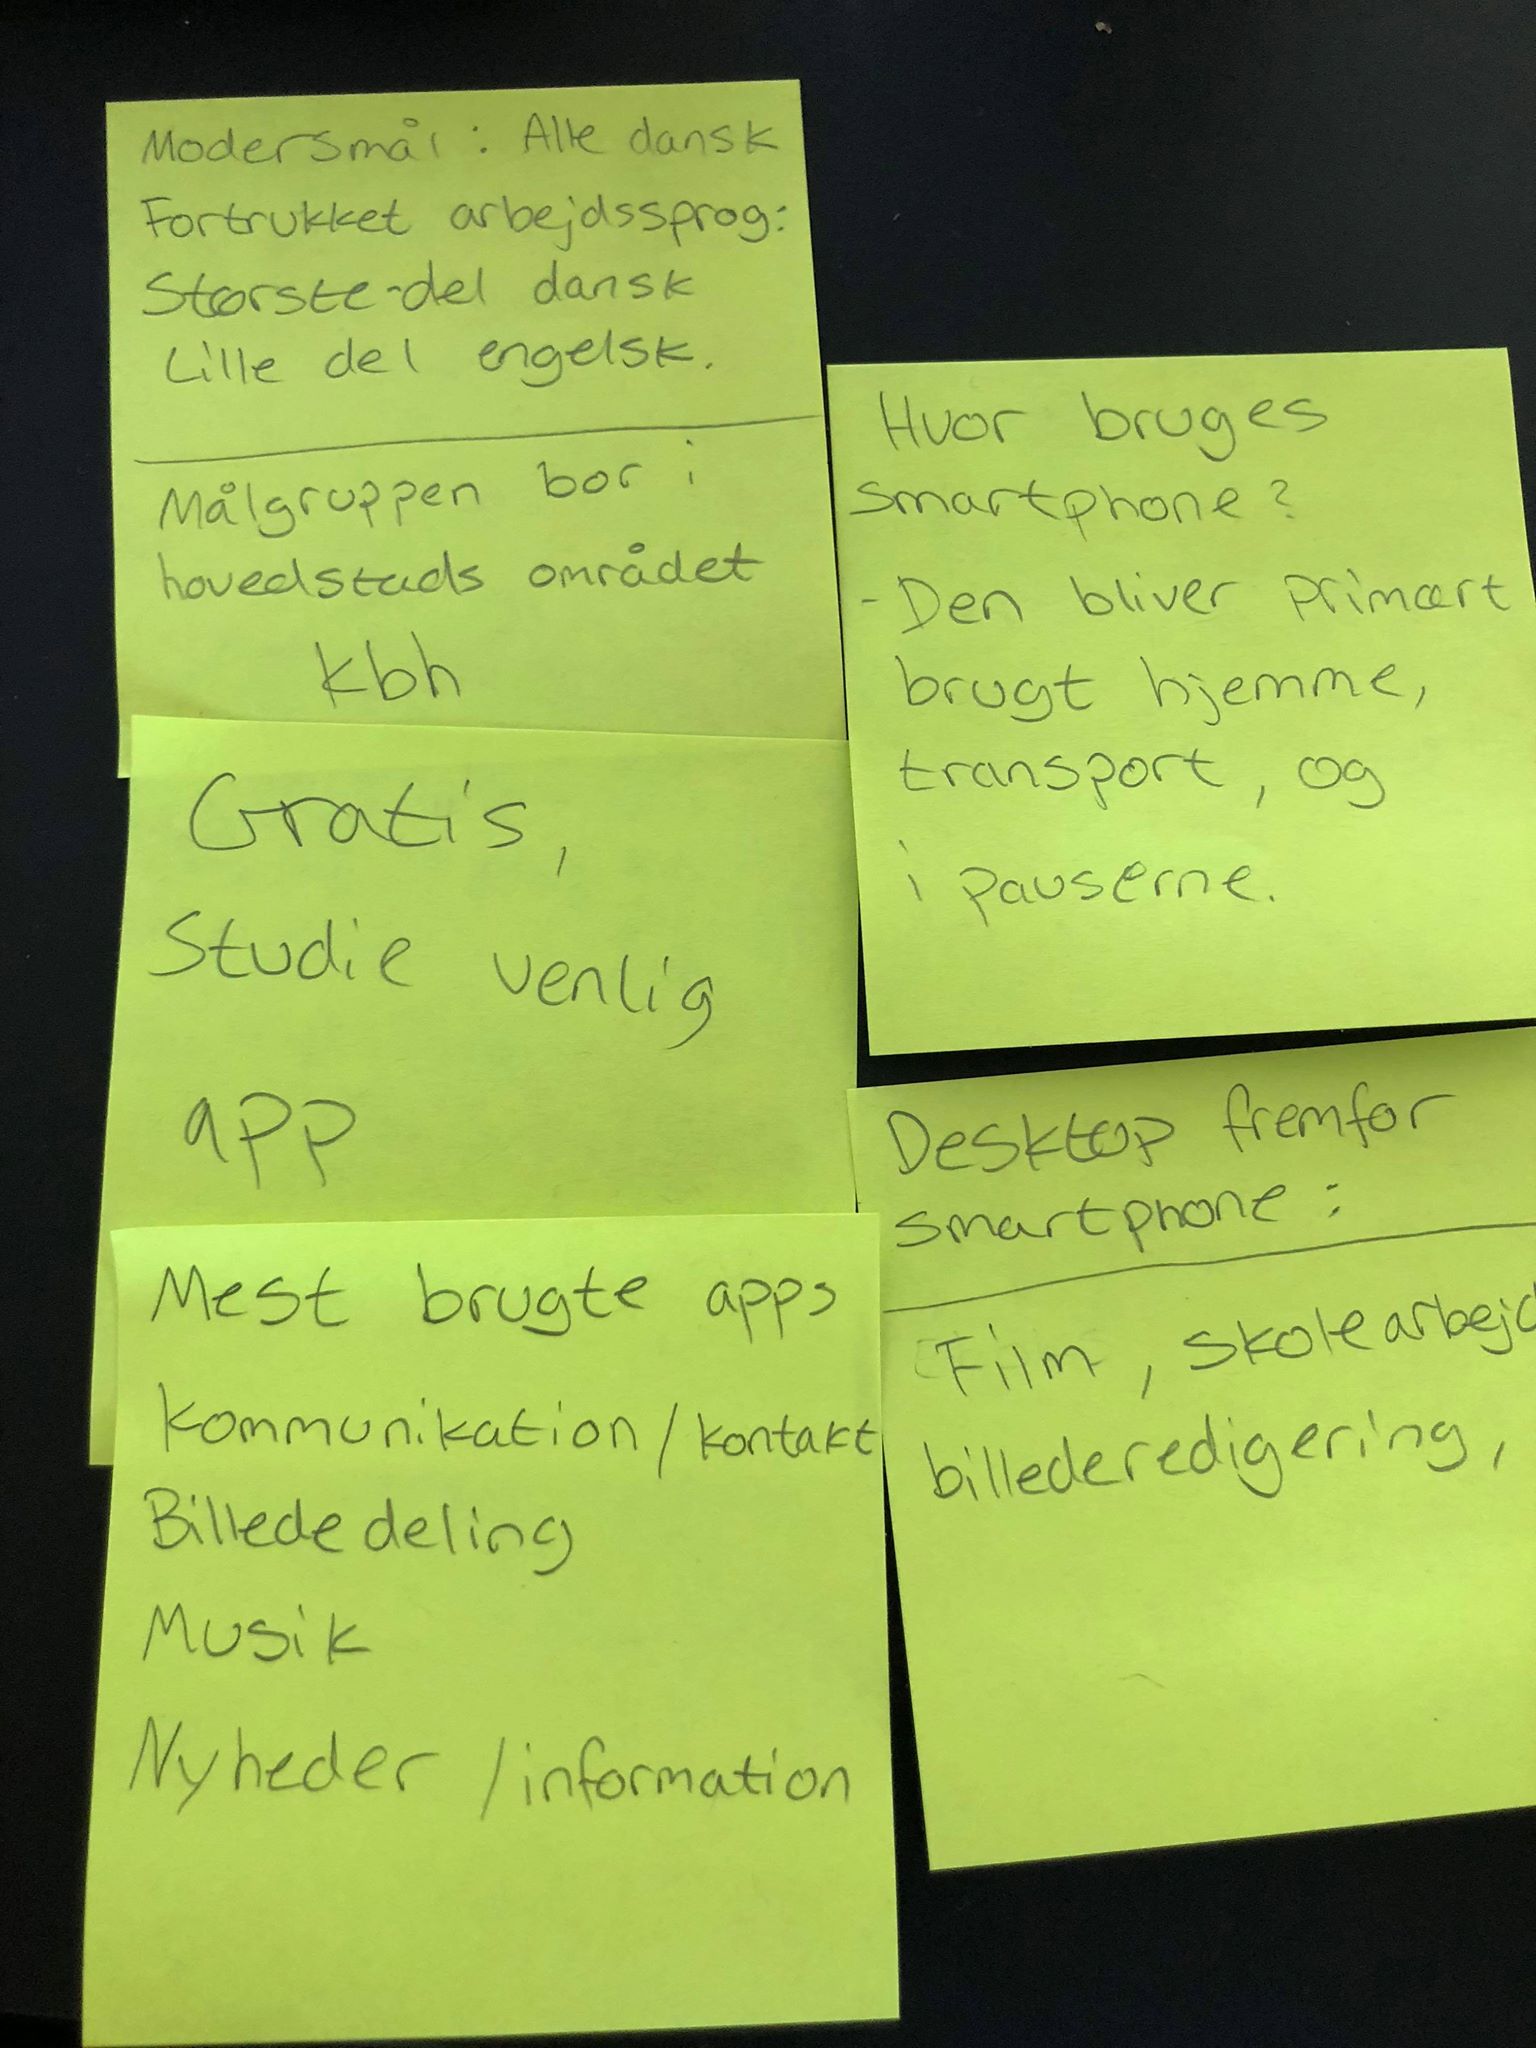 Modersmål: Alle dansk
Fortrukket arbejdssprog:
Største-del dansk
Lille del engelsk.
Målgruppen bor i
hovedstads området
kbh
Gratis,
Studie venlig
app
Mest brugte apps
Kommunikation/kontakt
Billede deling
Musik
Nyheder/information
Hvor bruges
smartphone?
-Den bliver primært
brugt hjemme,
transport, og
i pauserne.
Desktop fremfor
smartphone:
Film, skolearbejd
billederedigering,